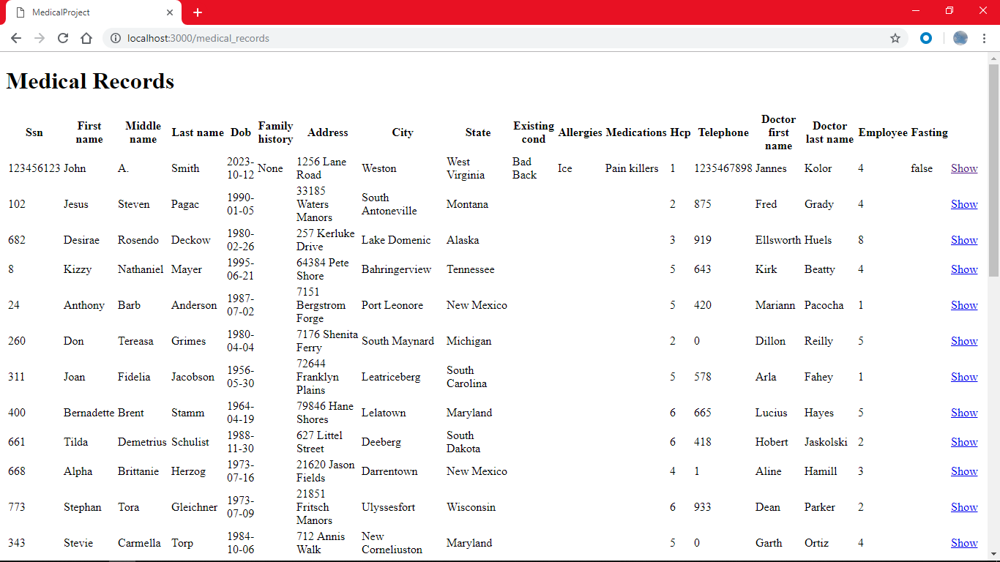 MedicalProject
localhost:3000/medical_records
Medical Records
Ssn First name Middle name Last name Dob Family history Address City State Existing cond Allergies Medications Hcp Telephone Doctor first name Doctor last name Employee Fasting
123456123 John A. Smith 2023-10-12 None 1256 Lane Road Weston West Virginia Bad Back Ice Pain killers 1 1235467898 Jannes Kolor 4 false Show
102 Jesus Steven Pagac 1990-01-05 33185 Waters Manors South Antoneville Montana 2 875 Fred Grady 4 Show
682 Desirae Rosendo Deckow 1980-02-26 257 Kerluke Drive Lake Domenic Alaska 3 919 Ellsworth Huels 8 Show
8 Kizzy Nathaniel Mayer 1995-06-21 64384 Pete Shore Bahringerview Tennessee 5 643 Kirk Beatty 4 Show
24 Anthony Barb Anderson 1987-07-02 7151 Bergstrom Forge Port Leonore New Mexico 5 420 Mariann Pacocha 1 Show
260 Don Tereasa Grimes 1980-04-04 7176 Shenita Ferry South Maynard Michigan 2 0 Dillon Reilly 5 Show
311 Joan Fidelia Jacobson 1956-05-30 72644 Franklyn Plains Leatriceberg South Carolina 5 578 Arla Fahey 1 Show
400 Bernadette Brent Stamm 1964-04-19 79846 Hane Shores Lelatown Maryland 6 665 Lucius Hayes 5 Show
661 Tilda Demetrius Schulist 1988-11-30 627 Littel Street Deeberg South Dakota 6 418 Hobert Jaskolski 2 Show
668 Alpha Brittanie Herzog 1973-07-16 21620 Jason Fields Darrentown New Mexico 4 1 Aline Hamill 3 Show
773 Stephan Tora Gleichner 1973-07-09 21851 Fritsch Manors Ulyssesfort Wisconsin 6 933 Dean Parker 2 Show
343 Stevie Carmella Torp 1984-10-06 712 Annis Walk New Corneliuston Maryland 5 0 Garth Ortiz 4 Show